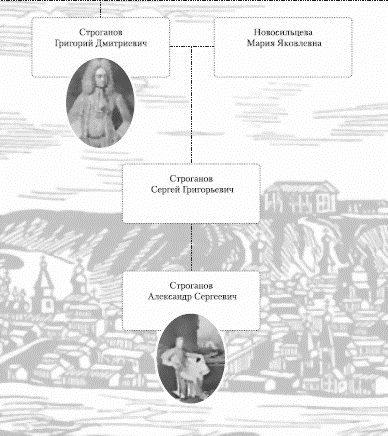 Строганов
Григорий Дмитриевич
Новосильцева
Мария Яковлевна
Строганов
Сергей Григорьевич
Строганов
Александр Сергеевич